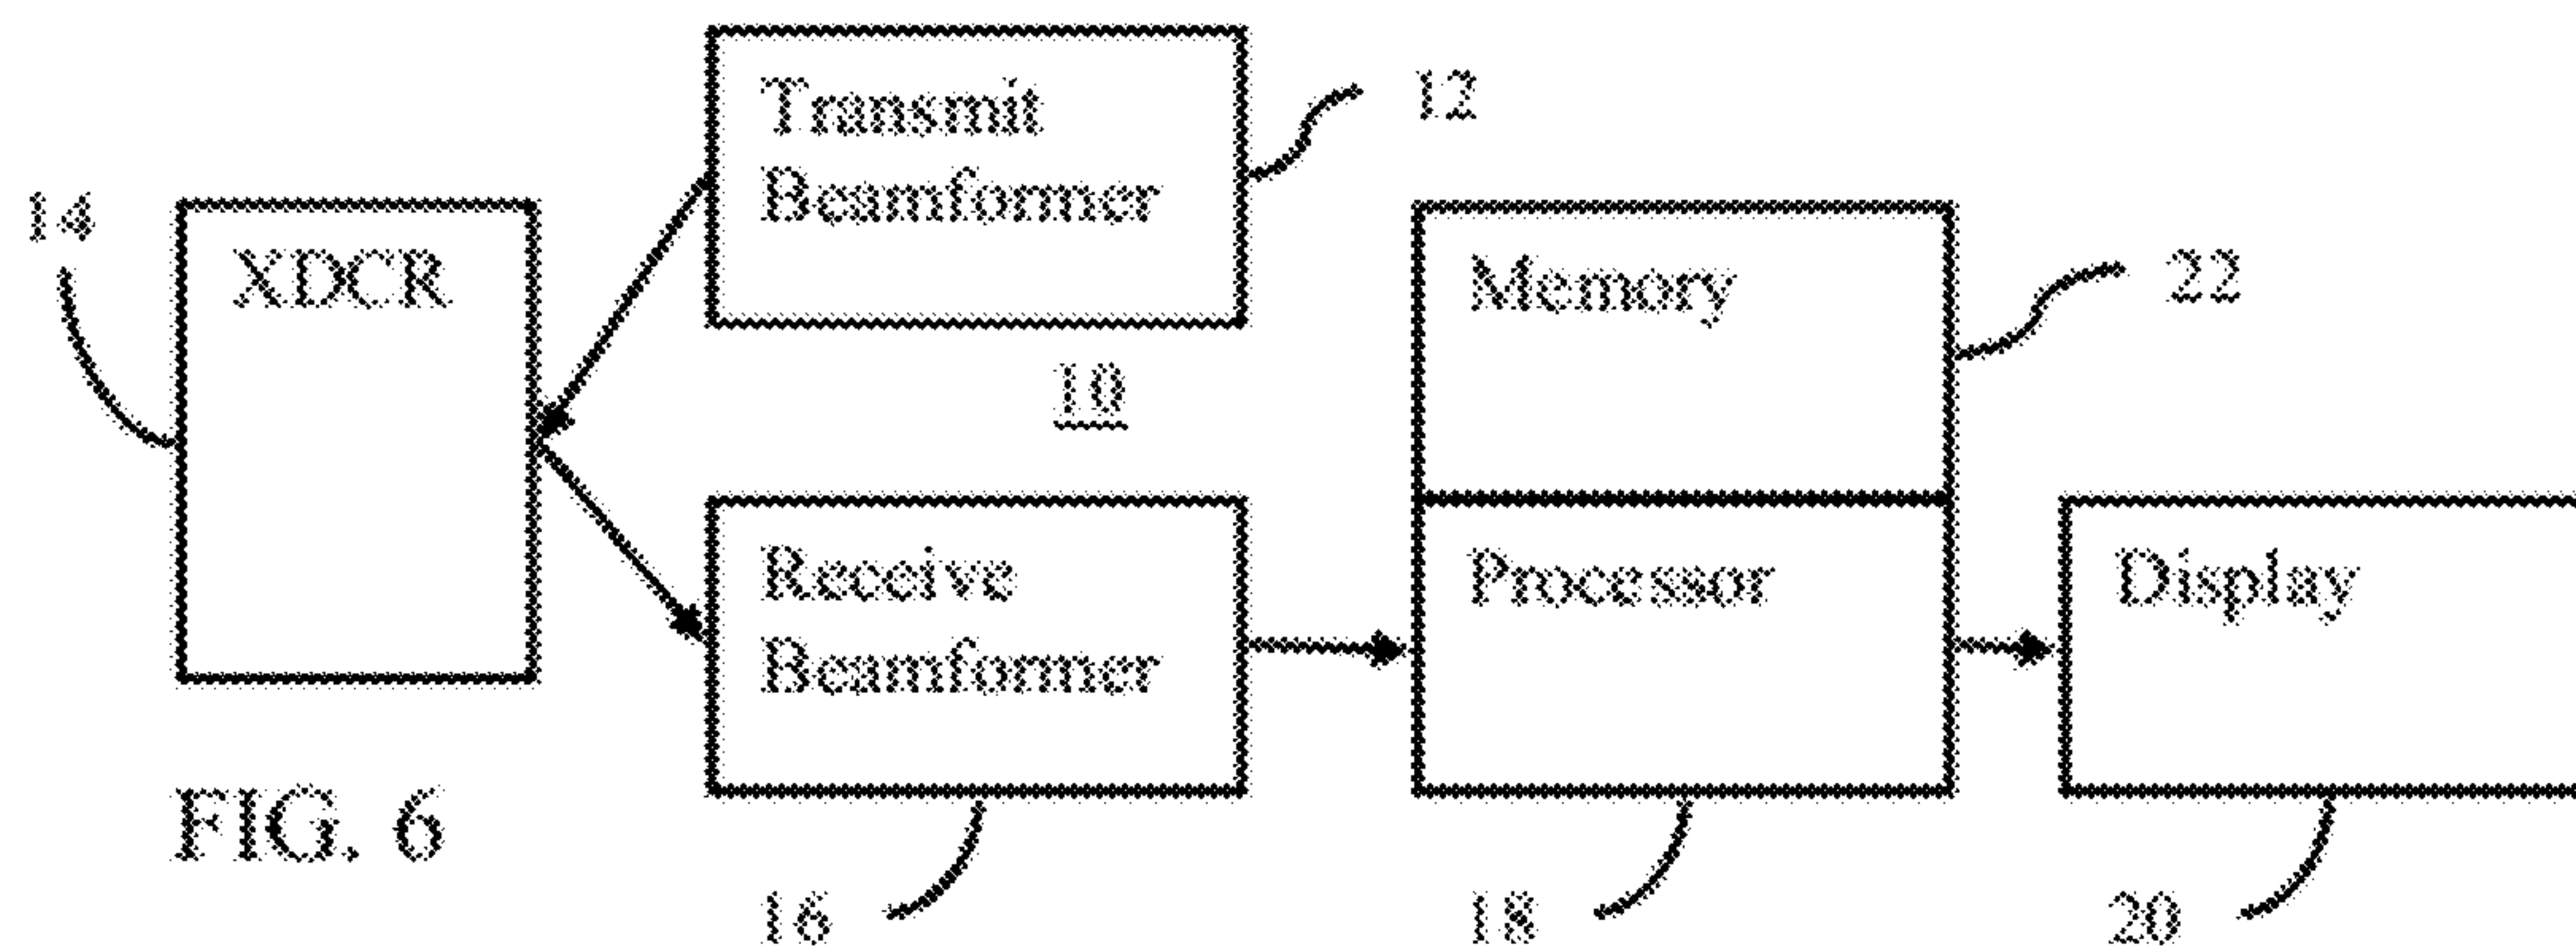 Transmit
Beamformer
12
14
XDCR
Memory
22
10
Receive
Beamformer
Processor
Display
FIG. 6
16
18
20